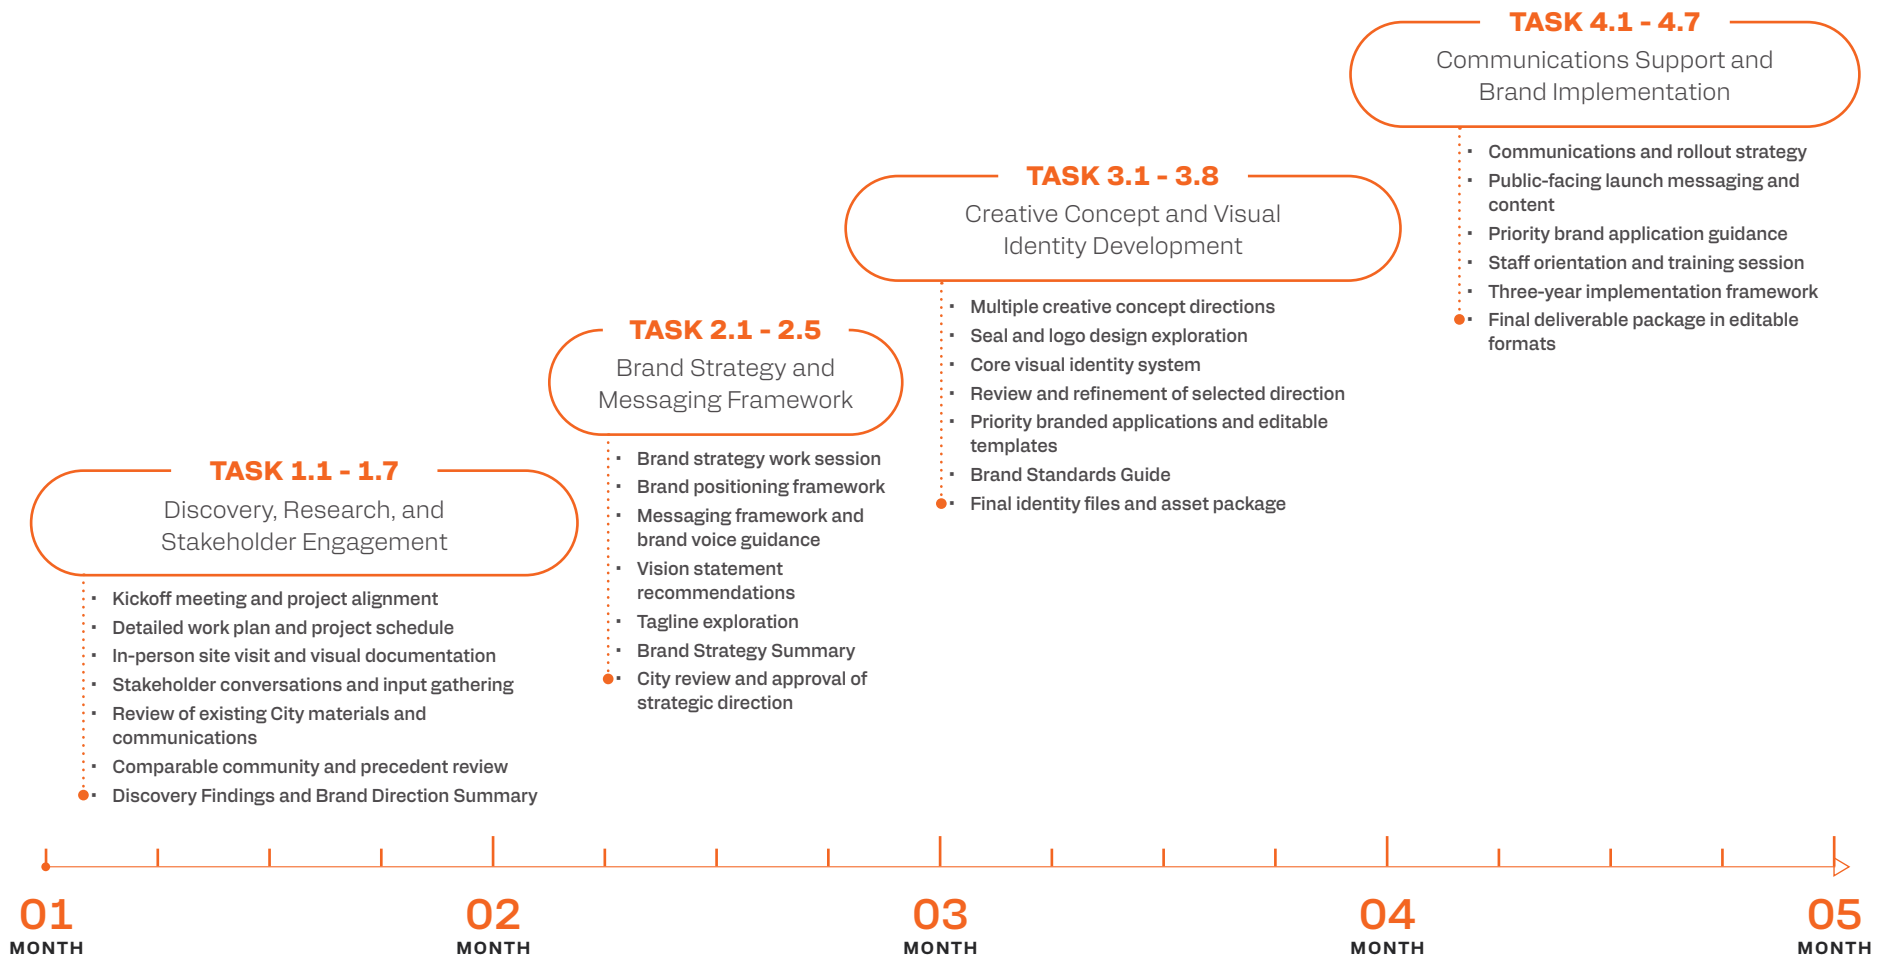 TASK 1.1 - 1.7
Discovery, Research, and
Stakeholder Engagement
▪ Kickoff meeting and project alignment
▪ Detailed work plan and project schedule
▪ In-person site visit and visual documentation
▪ Stakeholder conversations and input gathering
▪ Review of existing City materials and
communications
▪ Comparable community and precedent review
▪ Discovery Findings and Brand Direction Summary
TASK 2.1 - 2.5
Brand Strategy and
Messaging Framework
▪ Brand strategy work session
▪ Brand positioning framework
▪ Messaging framework and
brand voice guidance
▪ Vision statement
recommendations
▪ Tagline exploration
▪ Brand Strategy Summary
▪ City review and approval of
strategic direction
TASK 3.1 - 3.8
Creative Concept and Visual
Identity Development
▪ Multiple creative concept directions
▪ Seal and logo design exploration
▪ Core visual identity system
▪ Review and refinement of selected direction
▪ Priority branded applications and editable
templates
▪ Brand Standards Guide
▪ Final identity files and asset package
TASK 4.1 - 4.7
Communications Support and
Brand Implementation
▪ Communications and rollout strategy
▪ Public-facing launch messaging and
content
▪ Priority brand application guidance
▪ Staff orientation and training session
▪ Three-year implementation framework
▪ Final deliverable package in editable
formats
01
MONTH
02
MONTH
03
MONTH
04
MONTH
05
MONTH